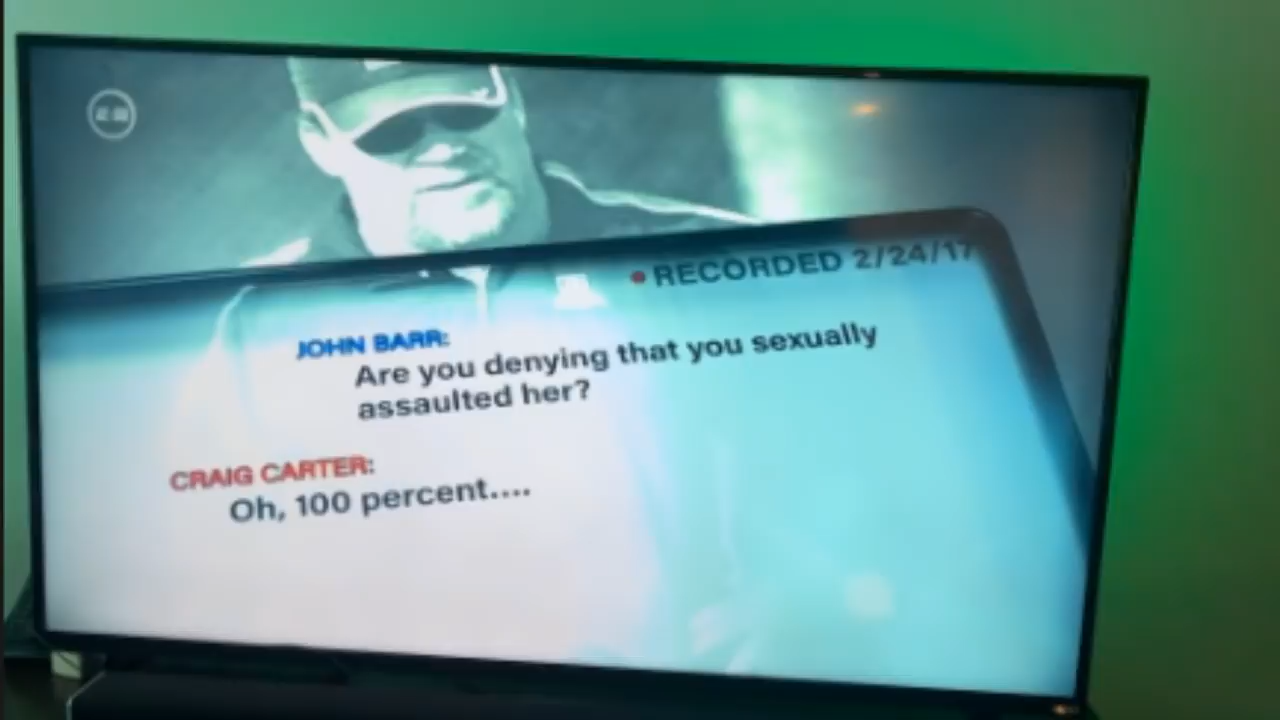 RECORDED 2/24/17
JOHN BARR:
Are you denying that you sexually
assaulted her?
CRAIG CARTER:
Oh, 100 percent....